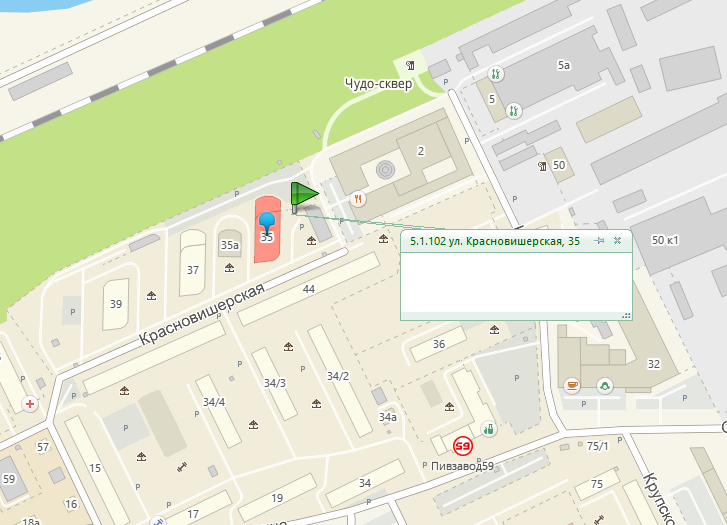 5а
Чудо-сквер
P
5
P
2
50
P
P
35
35а
P
5.1.102 ул. Красновишерская, 35
50 к1
37
39
P
44
Красновишерская
P
36
32
34/2
34/3
P
34/4
P
34а
P
P
P
59
Пивзавод59
57
75/1
15
59
16
34
75
19
17
18а
P
P
Крупско